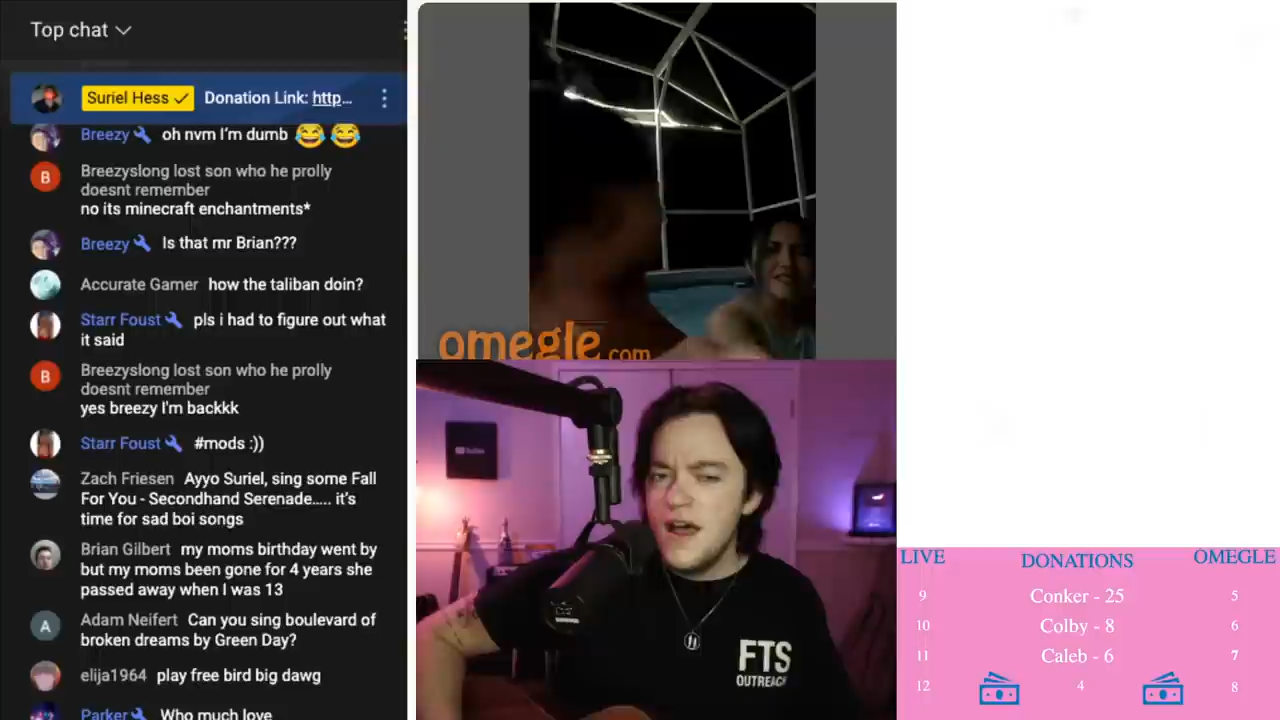 Top chat
Suriel Hess Donation Link: http...
Breezy oh nvm I'm dumb 😂😂
Breezyslong lost son who he prolly
doesnt remember
no its minecraft enchantments*
Breezy Is that mr Brian???
Accurate Gamer how the taliban doin?
Starr Foust pls i had to figure out what
it said
B
Breezyslong lost son who he prolly
doesnt remember
yes breezy I'm backkk
B
Starr Foust #mods :))
Zach Friesen Ayyo Suriel, sing some Fall
For You - Secondhand Serenade..... it's
time for sad boi songs
Brian Gilbert my moms birthday went by
but my moms been gone for 4 years she
passed away when I was 13
A
Adam Neifert Can you sing boulevard of
broken dreams by Green Day?
elija1964 play free bird big dawg
Parker Who much love
omegle.com
YouTube
FTS
OUTREACH
LIVE DONATIONS OMEGLE
9 Conker - 25 5
10 Colby - 8 6
11 Caleb - 6 7
12 4 8